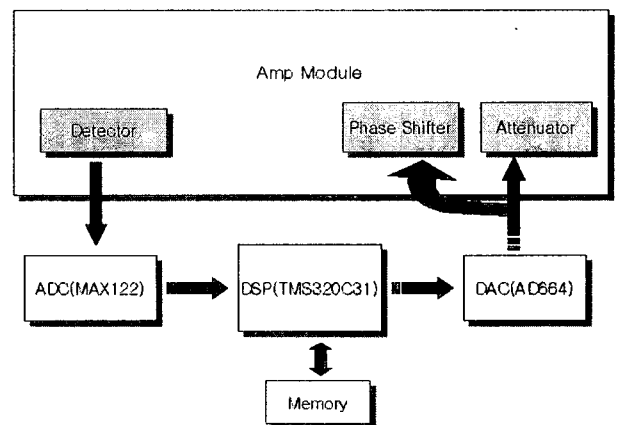 Amp Module
Detector
Phase Shifter
Attenuator
ADC(MAX122)
DSP(TMS320C31)
DAC(AD664)
Memory